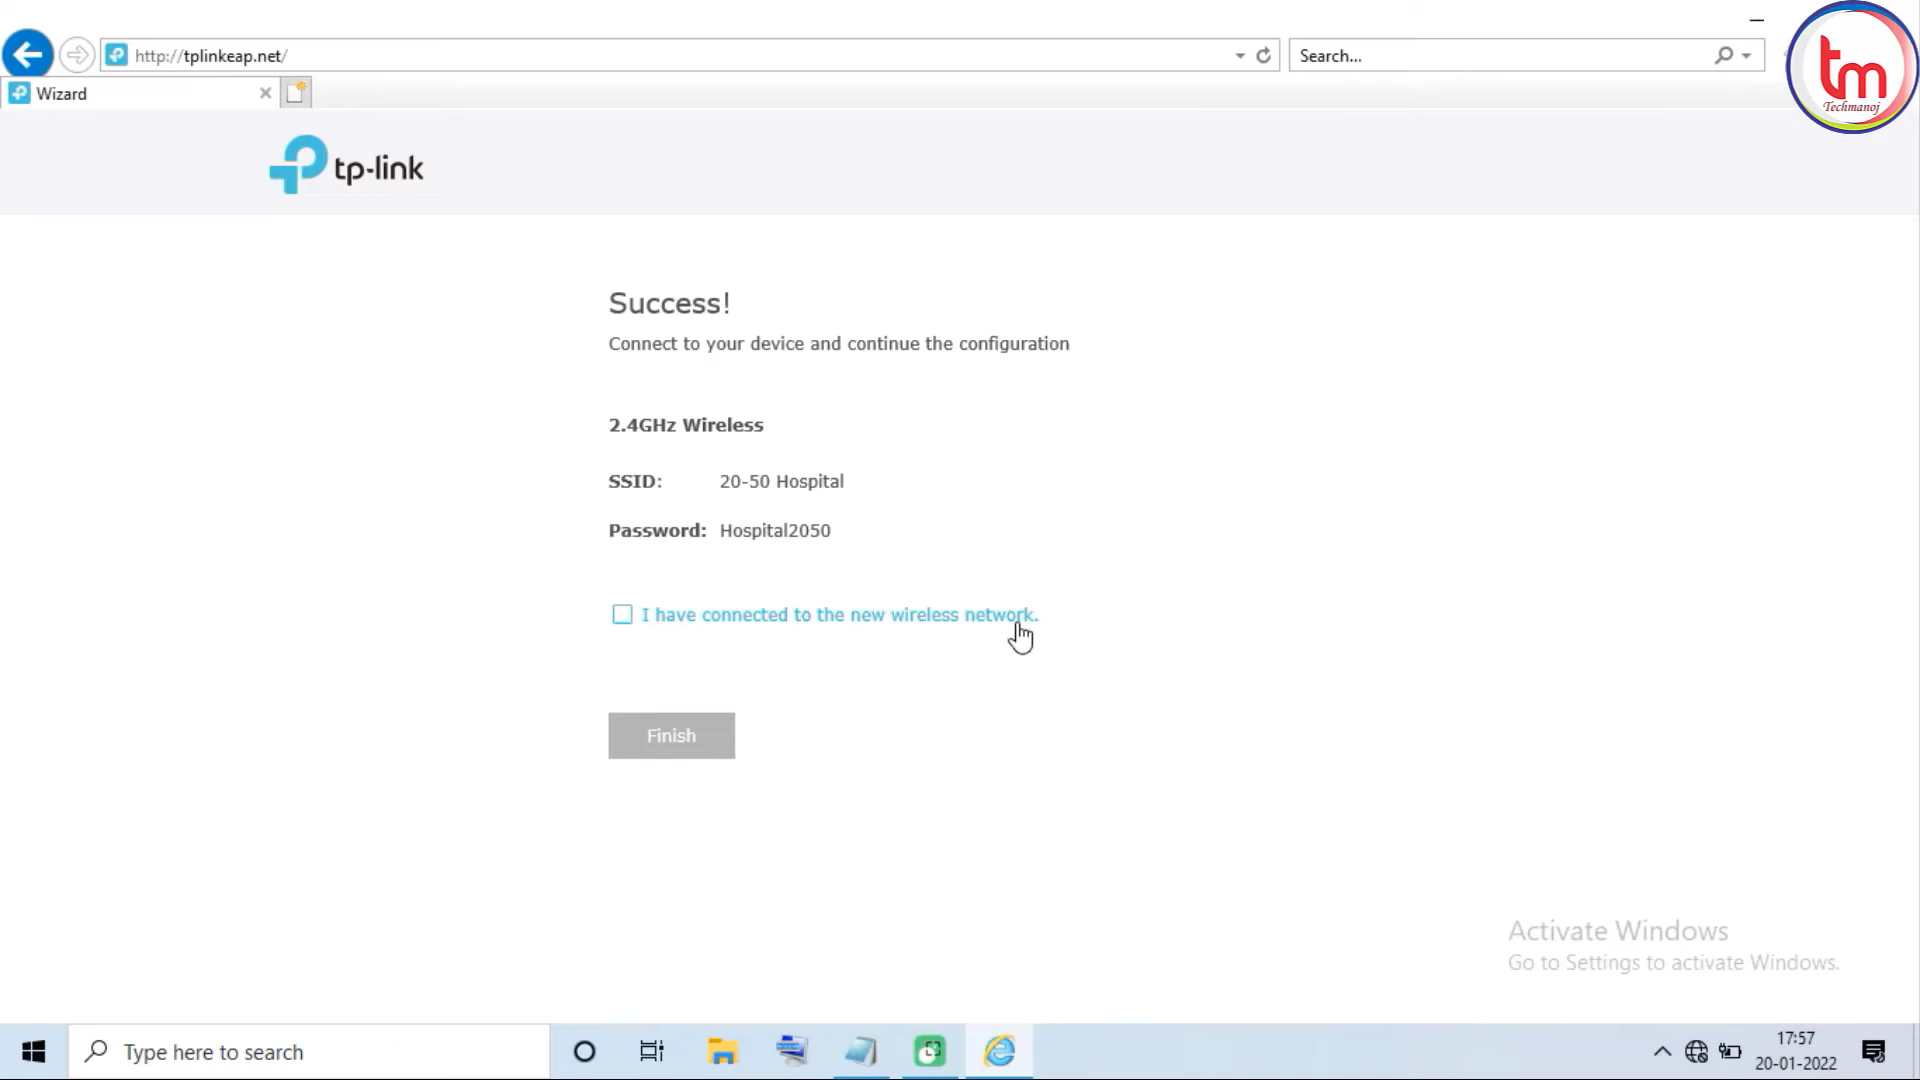 http://tplinkeap.net/
Search...
Wizard
tm
Techmanoj
tp-link
Success!
Connect to your device and continue the configuration
2.4GHz Wireless
SSID: 20-50 Hospital
Password: Hospital2050
I have connected to the new wireless network.
Finish
Activate Windows
Go to Settings to activate Windows.
Type here to search
17:57
20-01-2022